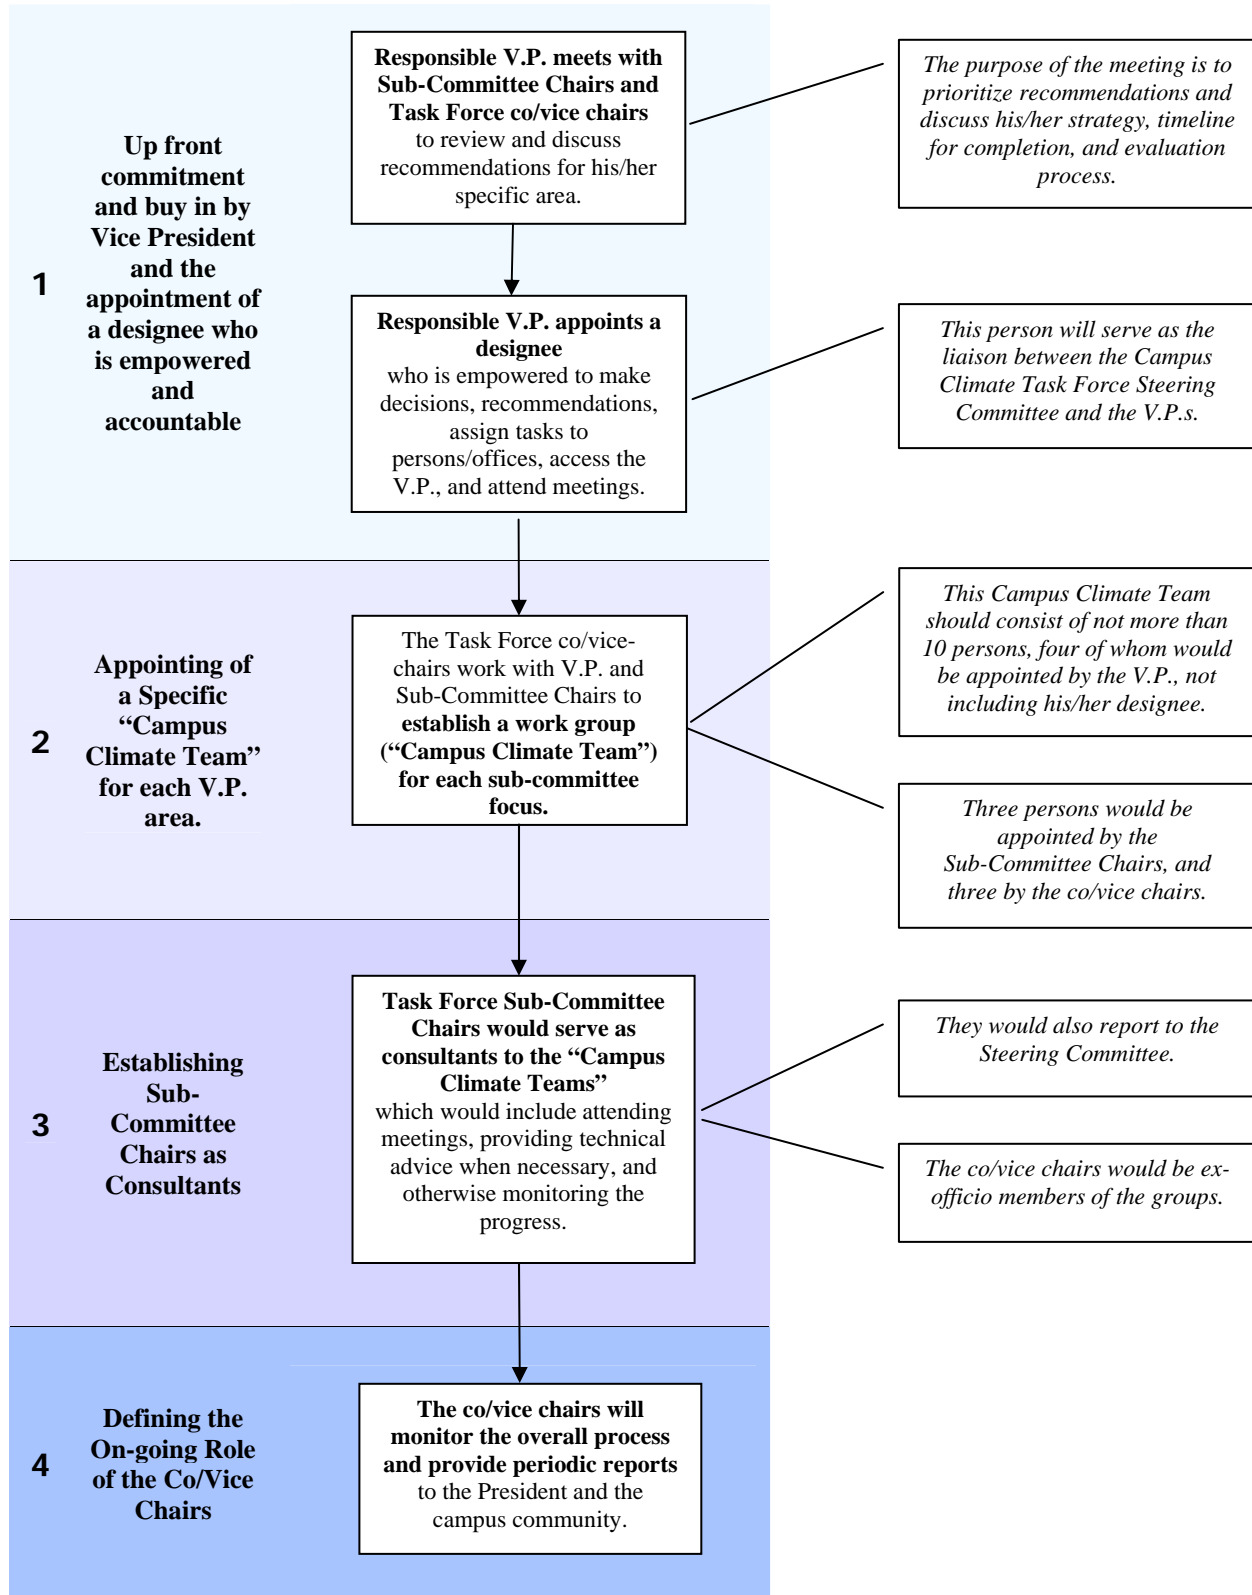 1
Up front
commitment
and buy in by
Vice President
and the
appointment of
a designee who
is empowered
and
accountable
Responsible V.P. meets with
Sub-Committee Chairs and
Task Force co/vice chairs
to review and discuss
recommendations for his/her
specific area.
The purpose of the meeting is to
prioritize recommendations and
discuss his/her strategy, timeline
for completion, and evaluation
process.
Responsible V.P. appoints a
designee
who is empowered to make
decisions, recommendations,
assign tasks to
persons/offices, access the
V.P., and attend meetings.
This person will serve as the
liaison between the Campus
Climate Task Force Steering
Committee and the V.P.s.
2
Appointing of
a Specific
“Campus
Climate Team”
for each V.P.
area.
The Task Force co/vice-
chairs work with V.P. and
Sub-Committee Chairs to
establish a work group
(“Campus Climate Team”)
for each sub-committee
focus.
This Campus Climate Team
should consist of not more than
10 persons, four of whom would
be appointed by the V.P., not
including his/her designee.
Three persons would be
appointed by the
Sub-Committee Chairs, and
three by the co/vice chairs.
3
Establishing
Sub-
Committee
Chairs as
Consultants
Task Force Sub-Committee
Chairs would serve as
consultants to the “Campus
Climate Teams”
which would include attending
meetings, providing technical
advice when necessary, and
otherwise monitoring the
progress.
They would also report to the
Steering Committee.
The co/vice chairs would be ex-
officio members of the groups.
4
Defining the
On-going Role
of the Co/Vice
Chairs
The co/vice chairs will
monitor the overall process
and provide periodic reports
to the President and the
campus community.